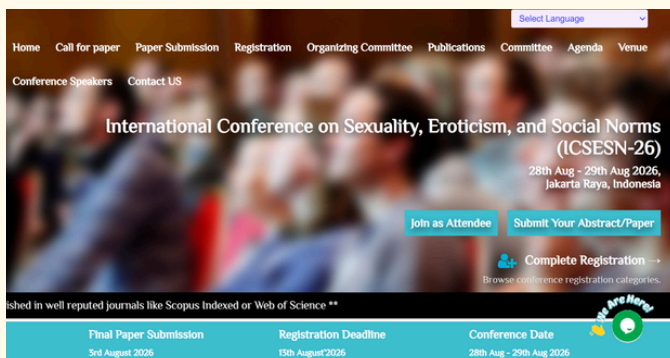 Select Language
Home Call for paper Paper Submission Registration Organizing Committee Publications Committee Agenda Venue
Conference Speakers Contact US
International Conference on Sexuality, Eroticism, and Social Norms
(ICSESN-26)
28th Aug - 29th Aug 2026,
Jakarta Raya, Indonesia
Join as Attendee Submit Your Abstract/Paper
Complete Registration →
Browse conference registration categories.
ished in well reputed journals like Scopus Indexed or Web of Science **
We Are Here!
Final Paper Submission Registration Deadline Conference Date
3rd August 2026 13th August'2026 28th Aug - 29th Aug 2026